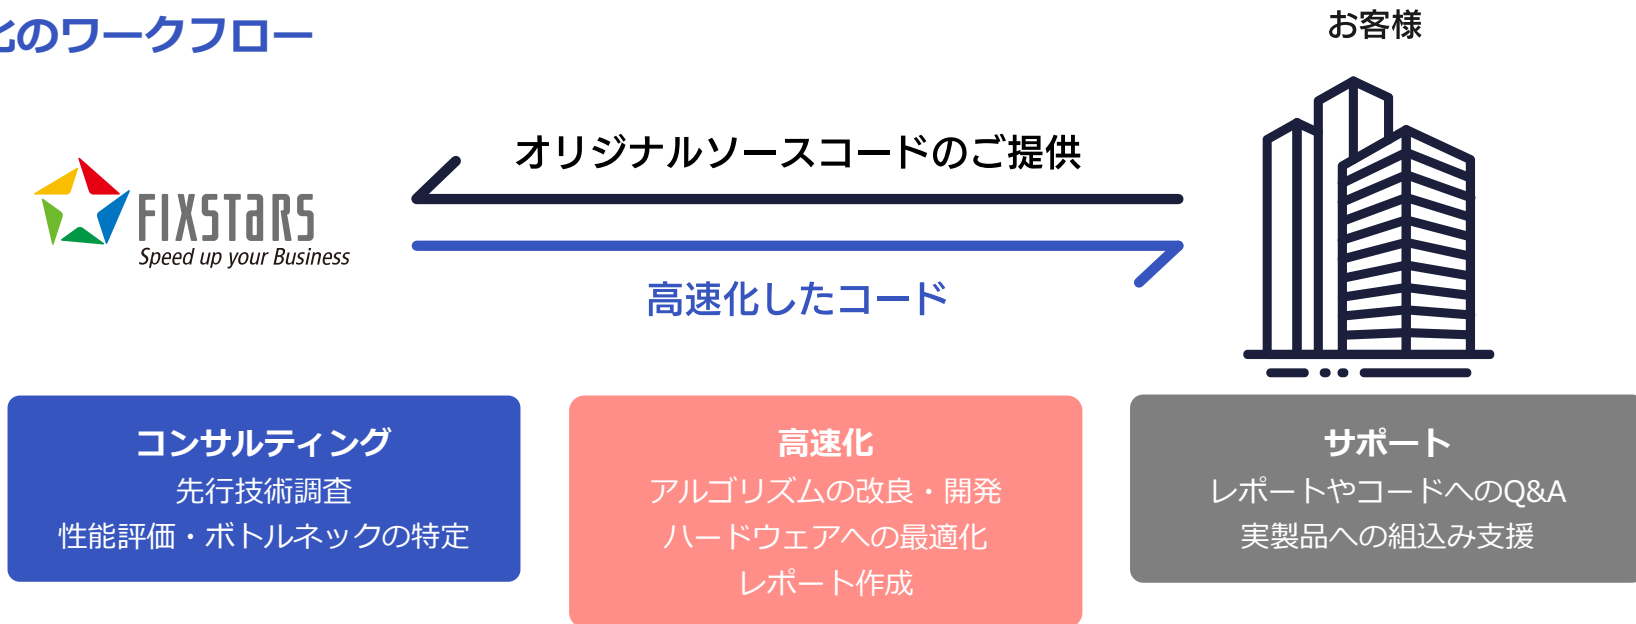 化のワークフロー
お客様
オリジナルソースコードのご提供
FIXSTARS
Speed up your Business
高速化したコード
コンサルティング
先行技術調査
性能評価・ボトルネックの特定
高速化
アルゴリズムの改良・開発
ハードウェアへの最適化
レポート作成
サポート
レポートやコードへのQ&A
実製品への組込み支援